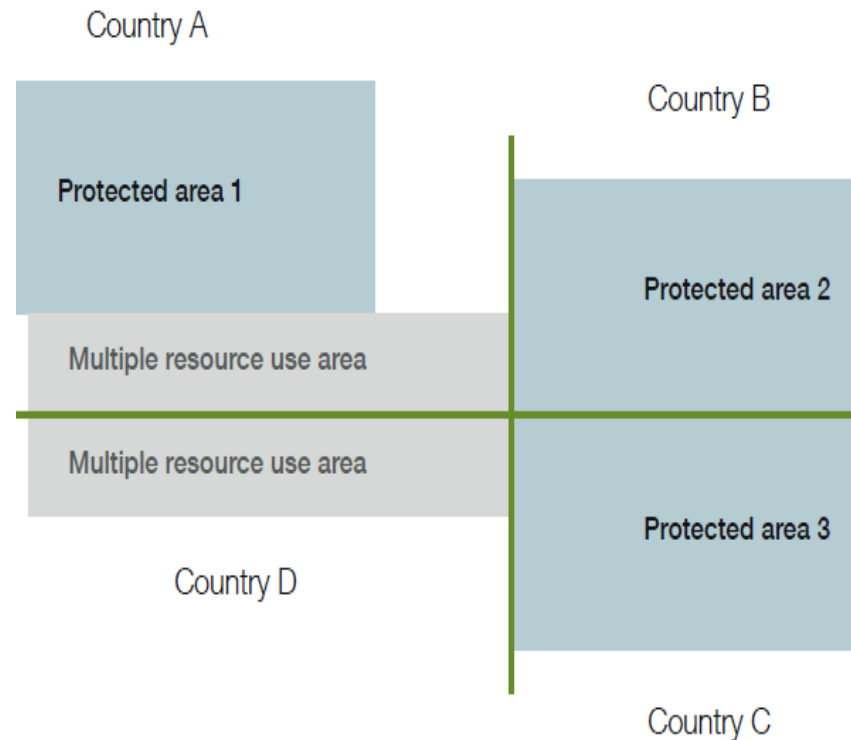 Country A
Country B
Protected area 1
Protected area 2
Multiple resource use area
Multiple resource use area
Protected area 3
Country D
Country C